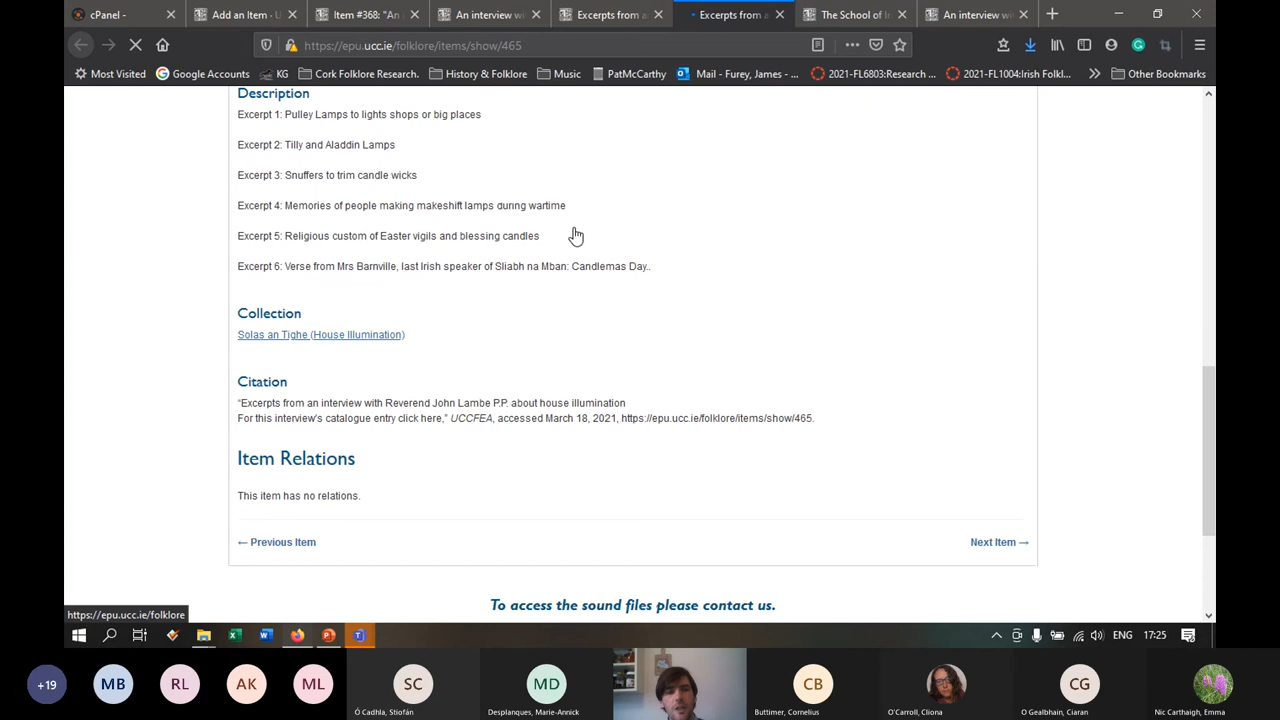 cPanel -
Add an Item - U
Item #368: "An
An interview wi
Excerpts from a
Excerpts from a
The School of I
An interview wi
https://epu.ucc.ie/folklore/items/show/465
Most Visited
Google Accounts
KG
Cork Folklore Research.
History & Folklore
Music
PatMcCarthy
Mail - Furey, James - ...
2021-FL6803:Research ...
2021-FL1004:Irish Folkl...
Other Bookmarks
Description
Excerpt 1: Pulley Lamps to lights shops or big places
Excerpt 2: Tilly and Aladdin Lamps
Excerpt 3: Snuffers to trim candle wicks
Excerpt 4: Memories of people making makeshift lamps during wartime
Excerpt 5: Religious custom of Easter vigils and blessing candles
Excerpt 6: Verse from Mrs Barnville, last Irish speaker of Sliabh na Mban: Candlemas Day..
Collection
Solas an Tighe (House Illumination)
Citation
“Excerpts from an interview with Reverend John Lambe P.P. about house illumination
For this interview's catalogue entry click here,” UCCFEA, accessed March 18, 2021, https://epu.ucc.ie/folklore/items/show/465.
Item Relations
This item has no relations.
← Previous Item
Next Item →
To access the sound files please contact us.
https://epu.ucc.ie/folklore
ENG
17:25
+19
MB
RL
AK
ML
SC
MD
CB
CG
Ó Cadhla, Stiofán
Desplanques, Marie-Annick
Buttimer, Cornelius
O'Carroll, Cliona
O Gealbhain, Ciaran
Nic Carthaigh, Emma